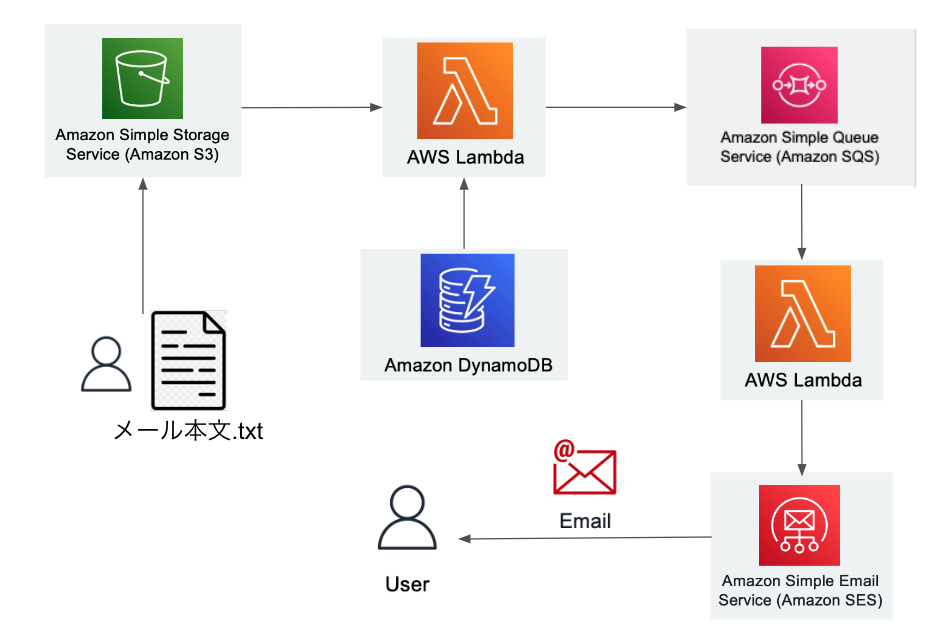 Amazon Simple Storage
Service (Amazon S3)
AWS Lambda
Amazon Simple Queue
Service (Amazon SQS)
Amazon DynamoDB
AWS Lambda
メール本文.txt
@
Email
User
Amazon Simple Email
Service (Amazon SES)